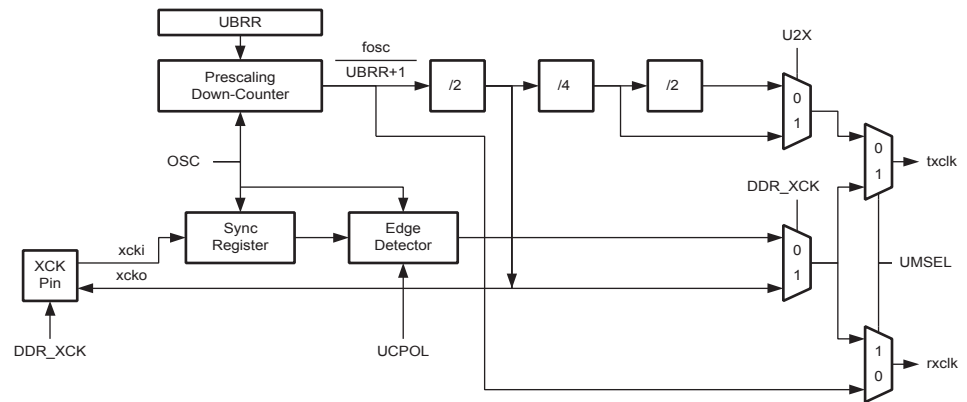 UBRR
U2X
fosc
UBRR+1
Prescaling
Down-Counter
/2
/4
/2
0
1
OSC
0
1
txclk
DDR_XCK
Sync
Register
Edge
Detector
xcki
0
1
UMSEL
XCK
Pin
xcko
DDR_XCK
UCPOL
1
0
rxclk